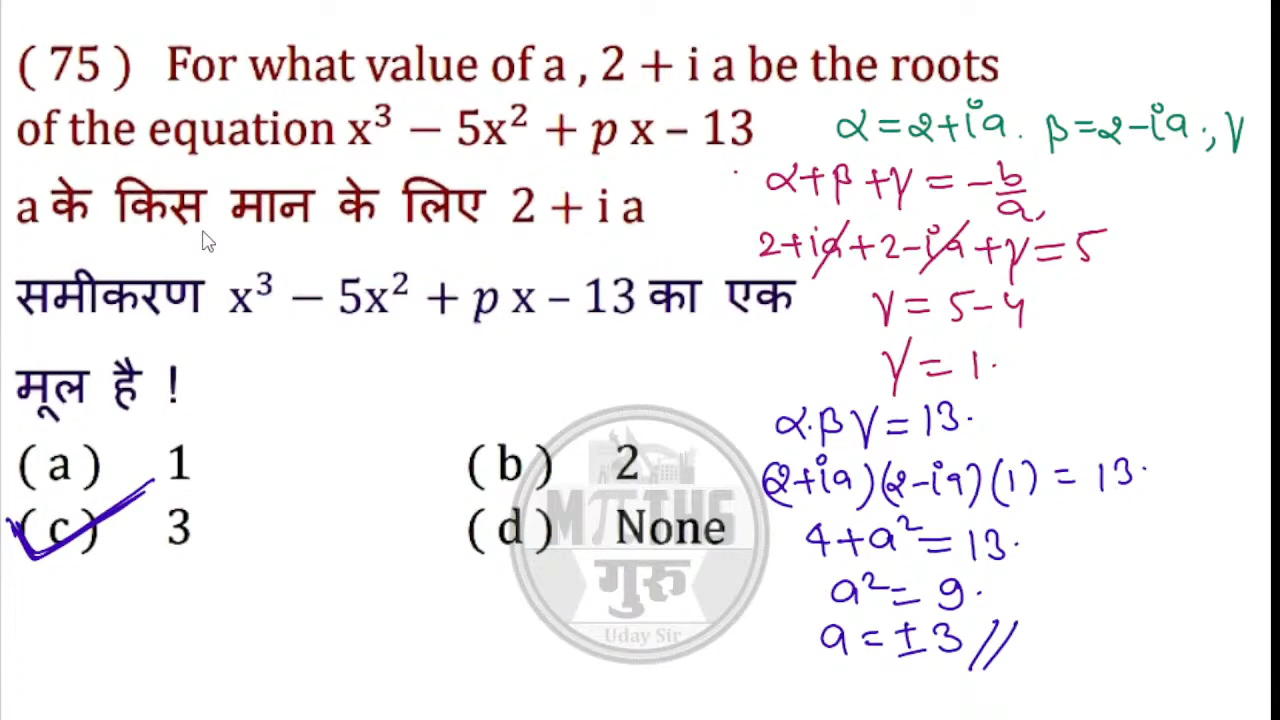 ( 75 ) For what value of a , 2 + i a be the roots
of the equation x³ − 5x² + p x – 13
a के किस मान के लिए 2 + i a
समीकरण x³ − 5x² + p x – 13 का एक
मूल है !
( a ) 1
( b ) 2
( c ) 3
( d ) None
α = 2 + ia . β = 2 - ia ., γ
α + β + γ = - b/a,
2 + ia + 2 - ia + γ = 5
γ = 5 - 4
γ = 1.
α.β γ = 13.
(2+ia)(2-ia)(1) = 13.
4 + a² = 13.
a² = 9.
a = ±3 //
MATHS
गुरु
Uday Sir